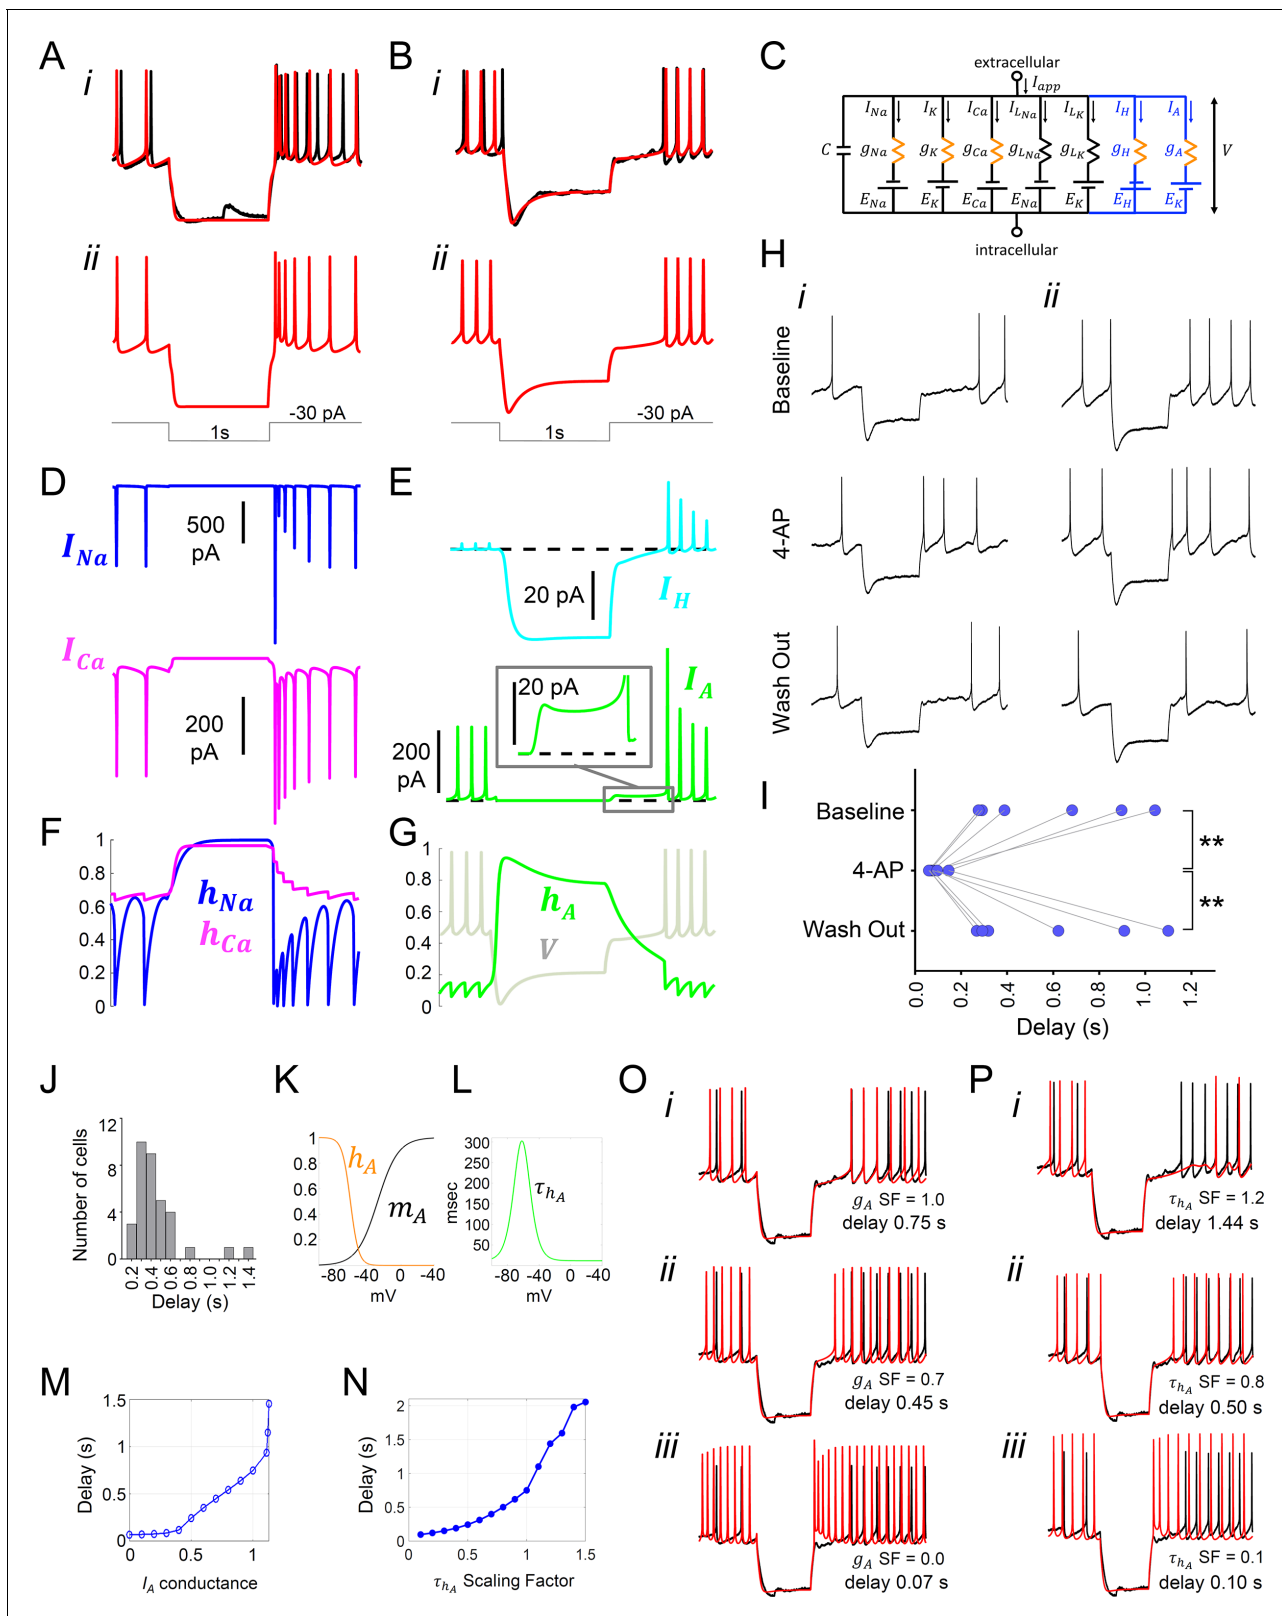 A
B
C
i
ii
i
ii
-30 pA
1s
-30 pA
1s
extracellular
I_app
I_Na
I_K
I_Ca
I_L_Na
I_L_K
I_H
I_A
C
g_Na
g_K
g_Ca
g_L_Na
g_L_K
g_H
g_A
V
E_Na
E_K
E_Ca
E_Na
E_K
E_H
E_K
intracellular
D
I_Na
500
pA
I_Ca
200
pA
E
I_H
20 pA
I_A
20 pA
200
pA
F
1
0.8
0.6
0.4
0.2
0
h_Na
h_Ca
G
1
0.8
0.6
0.4
0.2
0
h_A
V
H
i
ii
Baseline
4-AP
Wash Out
I
Baseline
4-AP
Wash Out
**
**
0.0
0.2
0.4
0.6
0.8
1.0
1.2
Delay (s)
J
Number of cells
12
8
4
0
0.2
0.4
0.6
0.8
1.0
1.2
1.4
Delay (s)
K
1
0.8
0.6
0.4
0.2
h_A
m_A
-80 -40 0 -40
mV
L
msec
300
250
200
150
100
50
τ_h_A
-80 -40 0 -40
mV
M
Delay (s)
1.5
1
0.5
0
0 0.5 1
I_A conductance
N
Delay (s)
2
1.5
1
0.5
0
0 0.5 1 1.5
τ_h_A Scaling Factor
O
i
g_A SF = 1.0
delay 0.75 s
ii
g_A SF = 0.7
delay 0.45 s
iii
g_A SF = 0.0
delay 0.07 s
P
i
τ_h_A SF = 1.2
delay 1.44 s
ii
τ_h_A SF = 0.8
delay 0.50 s
iii
τ_h_A SF = 0.1
delay 0.10 s